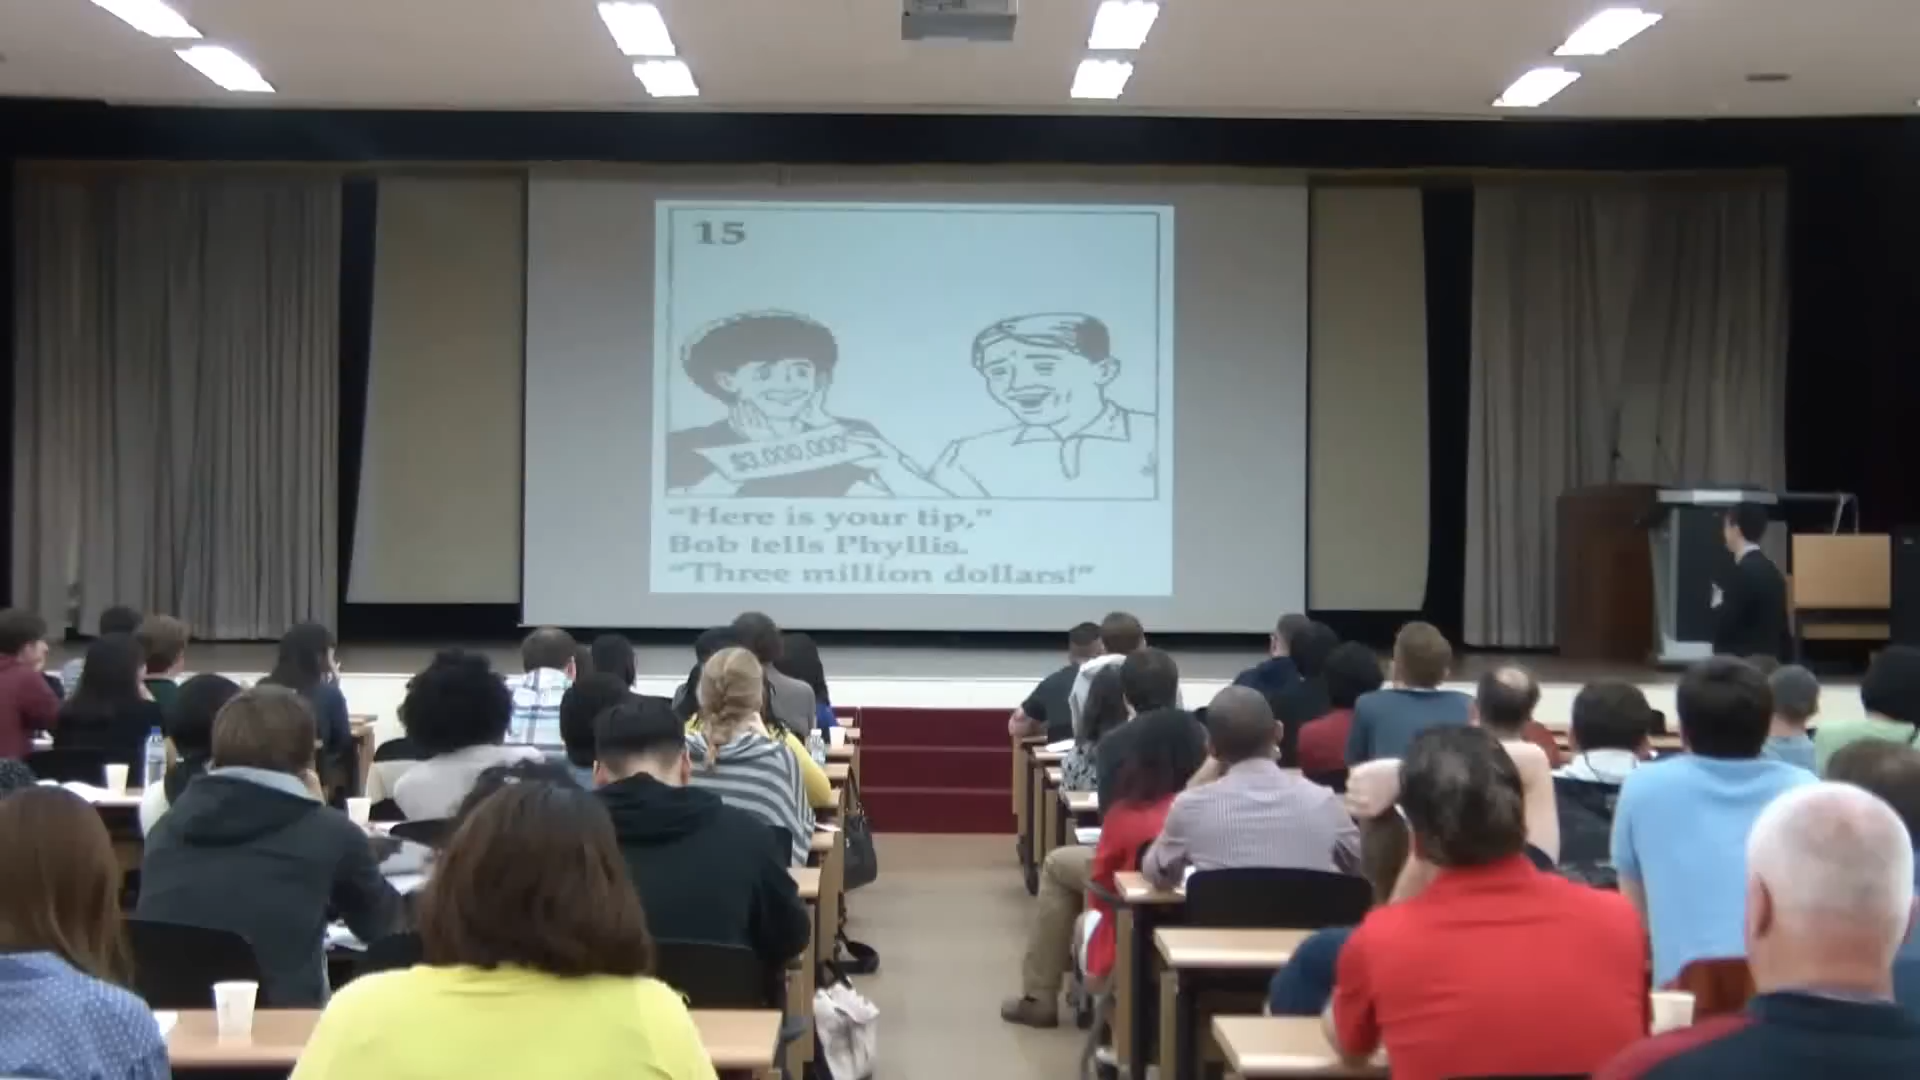 15
$3,000,000
"Here is your tip,"
Bob tells Phyllis.
"Three million dollars!"